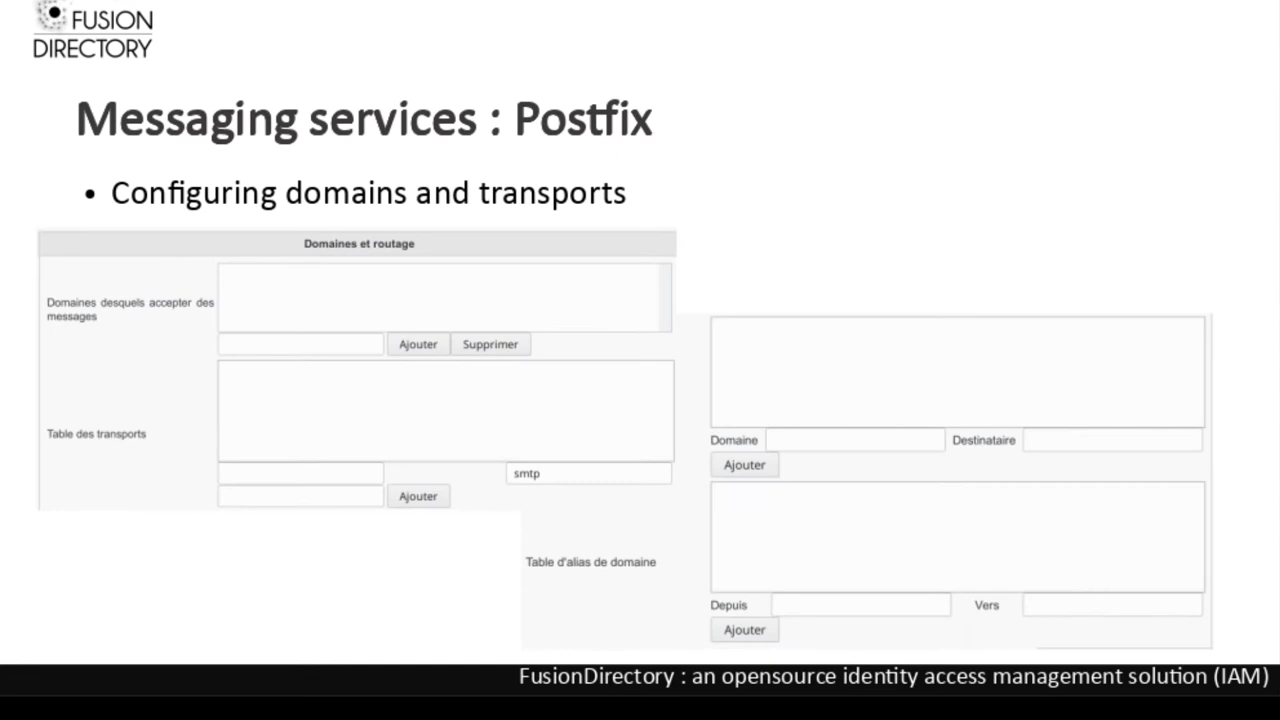 FUSION
DIRECTORY
Messaging services : Postfix
• Configuring domains and transports
Domaines et routage
Domaines desquels accepter des
messages
Ajouter Supprimer
Table des transports
smtp
Ajouter
Domaine Destinataire
Ajouter
Table d'alias de domaine
Depuis Vers
Ajouter
FusionDirectory : an opensource identity access management solution (IAM)